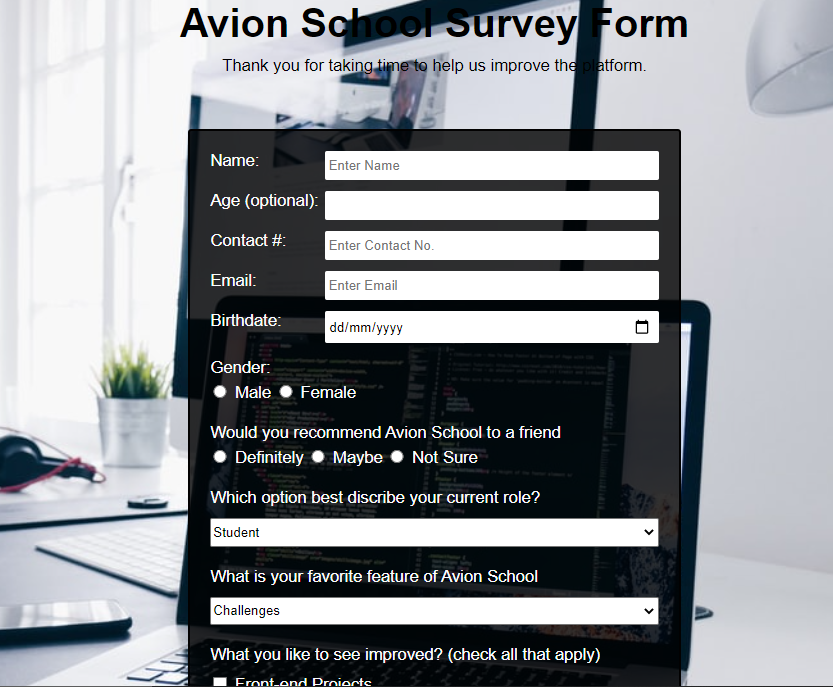 Avion School Survey Form
Thank you for taking time to help us improve the platform.
Name: Enter Name
Age (optional):
Contact #: Enter Contact No.
Email: Enter Email
Birthdate: dd/mm/yyyy
Gender:
Male Female
Would you recommend Avion School to a friend
Definitely Maybe Not Sure
Which option best discribe your current role?
Student
What is your favorite feature of Avion School
Challenges
What you like to see improved? (check all that apply)
Front-end Projects